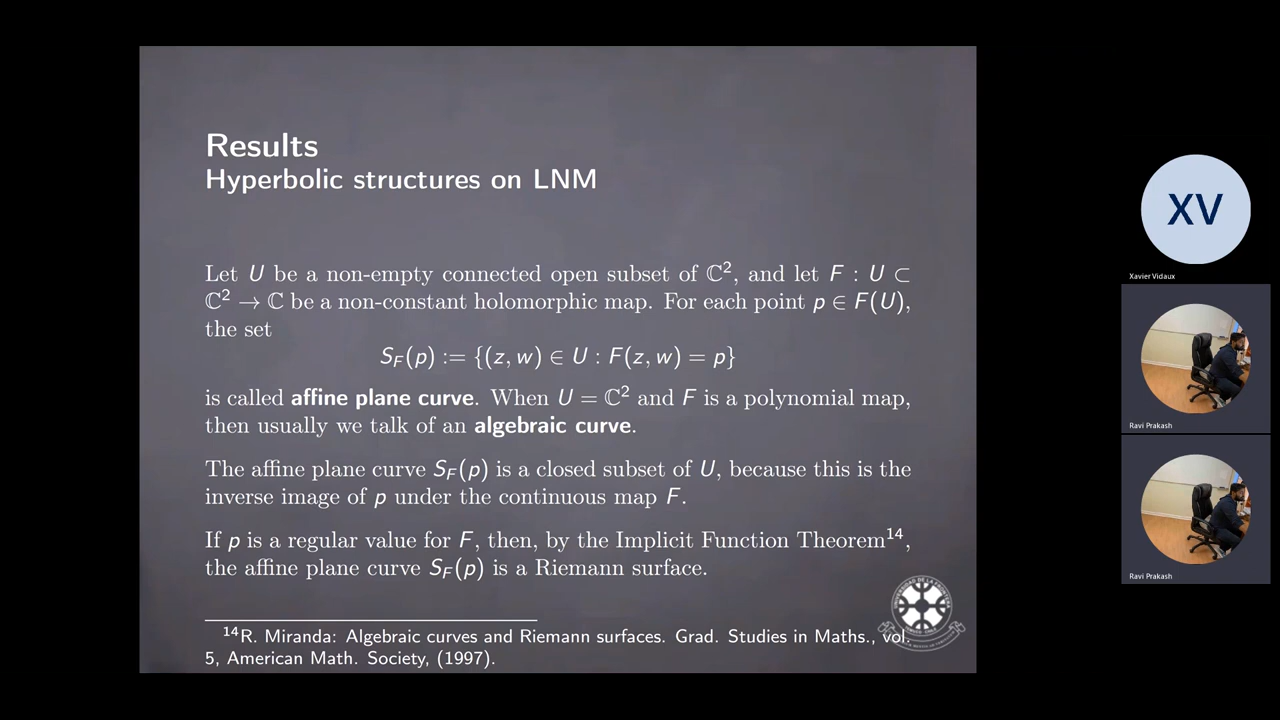 Results
Hyperbolic structures on LNM
Let U be a non-empty connected open subset of ℂ², and let F : U ⊂
ℂ² → ℂ be a non-constant holomorphic map. For each point p ∈ F(U),
the set
S_F(p) := {(z, w) ∈ U : F(z, w) = p}
is called affine plane curve. When U = ℂ² and F is a polynomial map,
then usually we talk of an algebraic curve.
The affine plane curve S_F(p) is a closed subset of U, because this is the
inverse image of p under the continuous map F.
If p is a regular value for F, then, by the Implicit Function Theorem¹⁴,
the affine plane curve S_F(p) is a Riemann surface.
¹⁴R. Miranda: Algebraic curves and Riemann surfaces. Grad. Studies in Maths., vol.
5, American Math. Society, (1997).
UNIVERSIDAD DE LA FRONTERA
XV
Xavier Vidaux
Ravi Prakash
Ravi Prakash